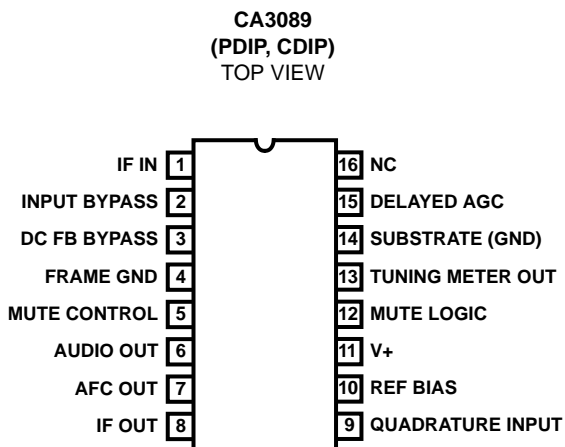 CA3089
(PDIP, CDIP)
TOP VIEW
IF IN 1
INPUT BYPASS 2
DC FB BYPASS 3
FRAME GND 4
MUTE CONTROL 5
AUDIO OUT 6
AFC OUT 7
IF OUT 8
16 NC
15 DELAYED AGC
14 SUBSTRATE (GND)
13 TUNING METER OUT
12 MUTE LOGIC
11 V+
10 REF BIAS
9 QUADRATURE INPUT